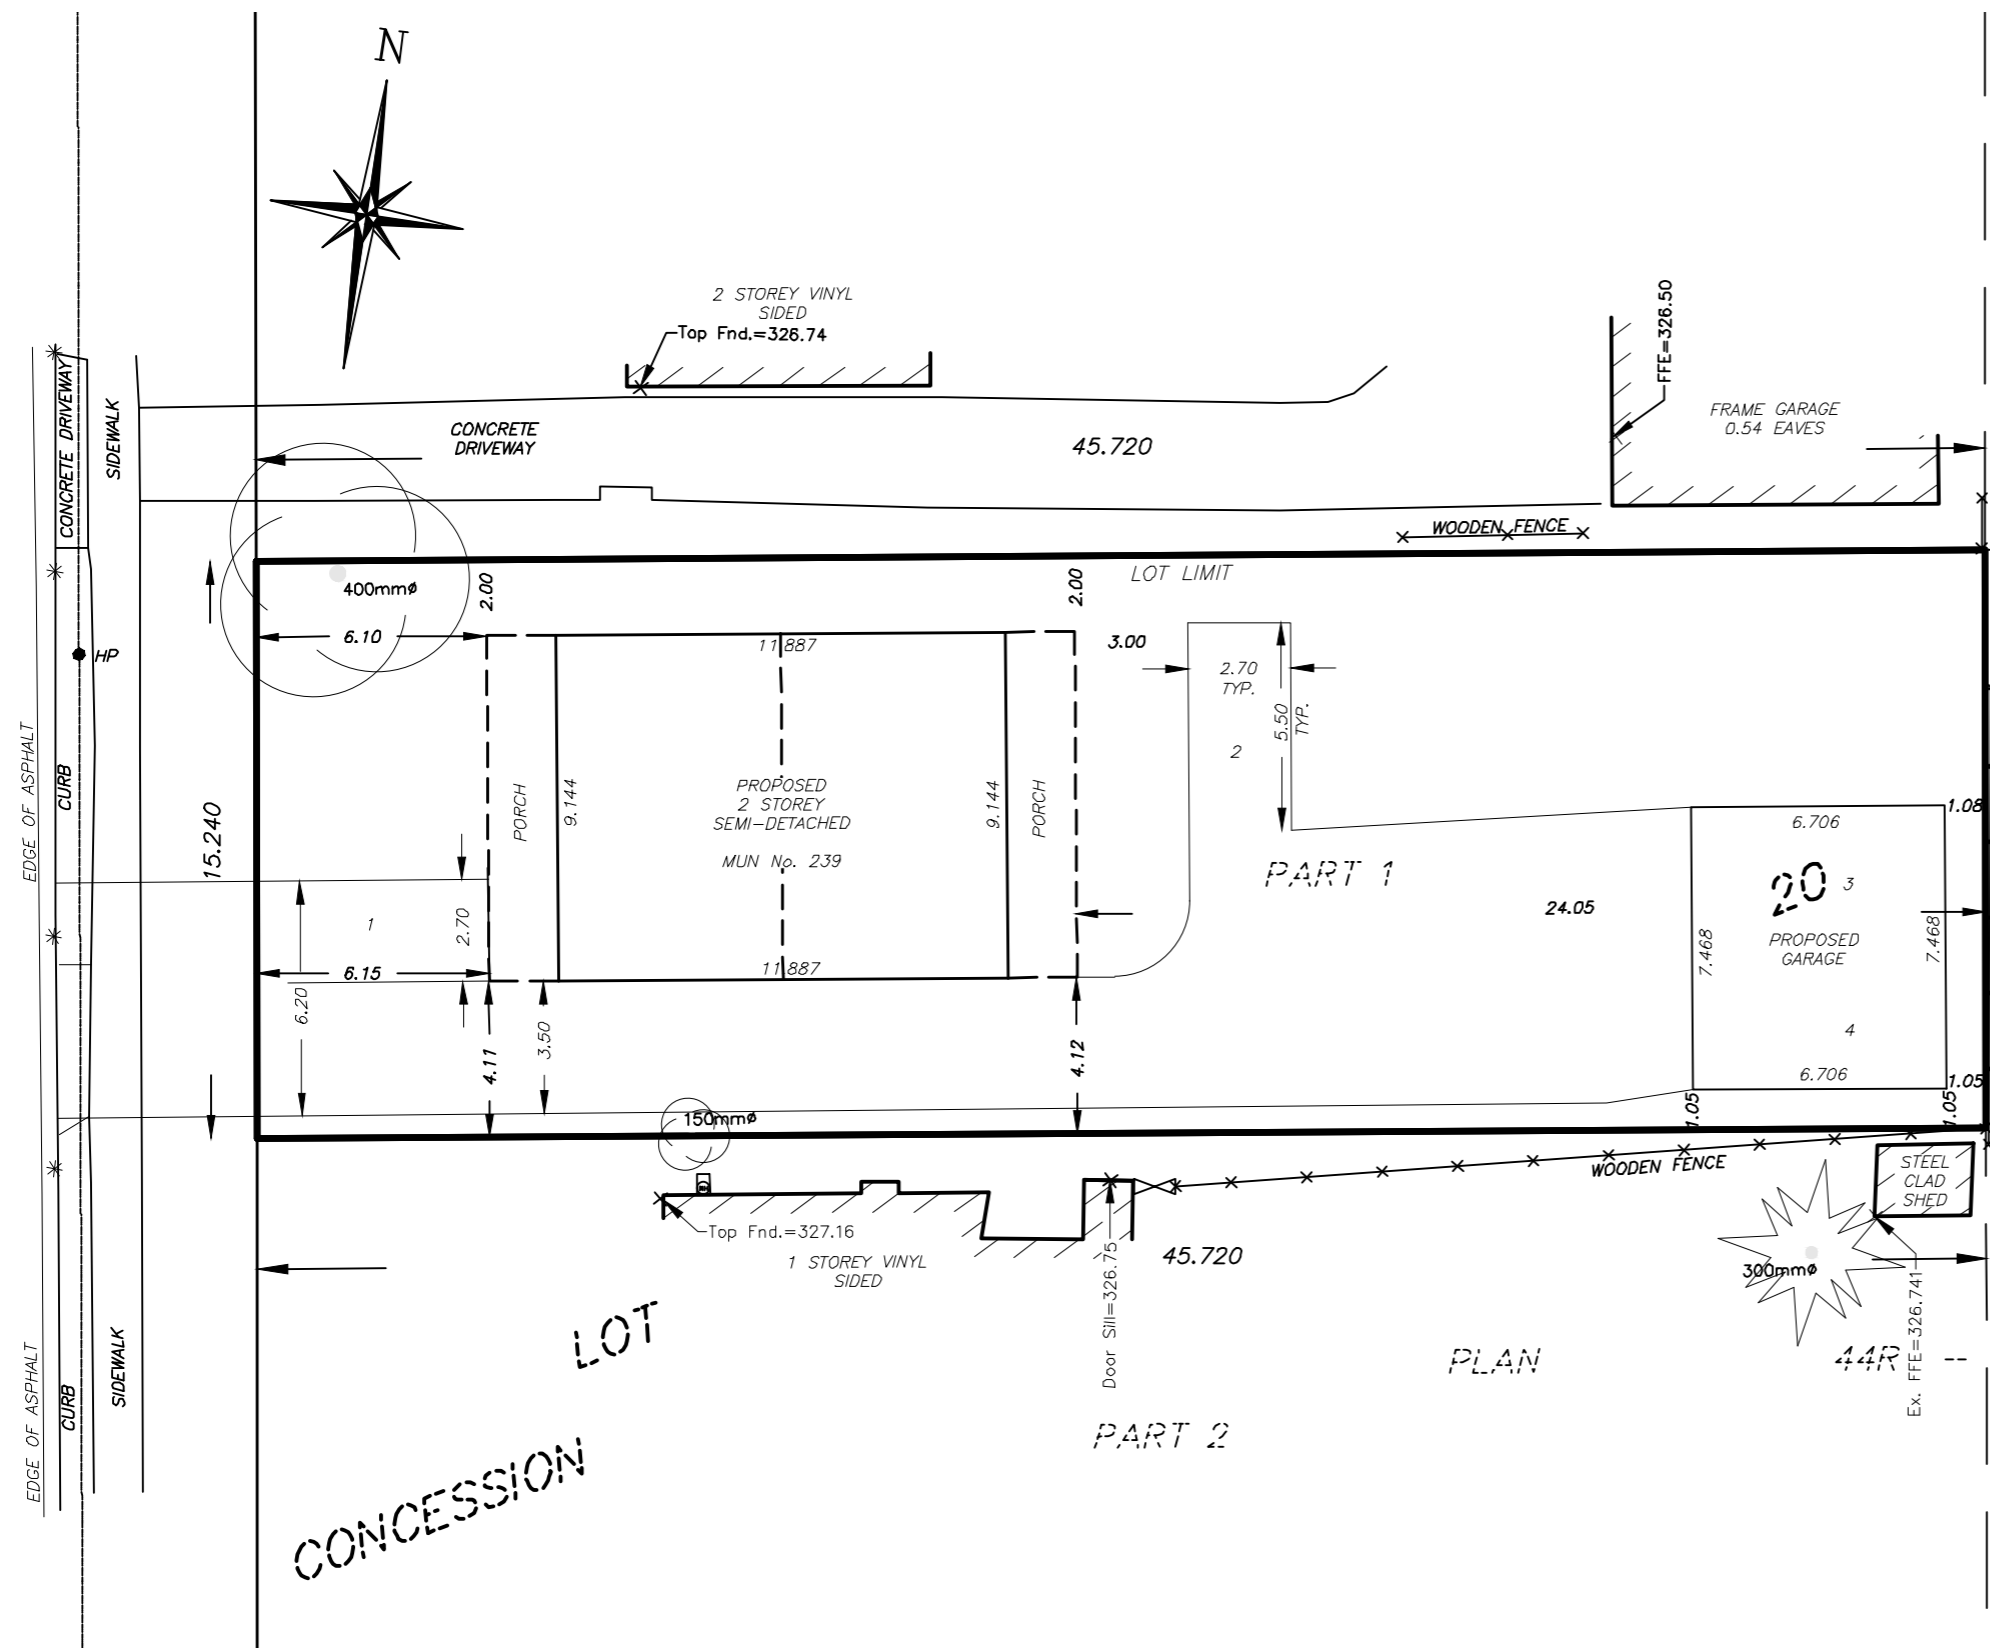 N
2 STOREY VINYL
SIDED
Top Fnd.=326.74
FFE=326.50
FRAME GARAGE
0.54 EAVES
CONCRETE DRIVEWAY
SIDEWALK
CONCRETE
DRIVEWAY
45.720
WOODEN FENCE
LOT LIMIT
400mmø
2.00
2.00
6.10
HP
11.887
3.00
2.70
TYP.
5.50
TYP.
2
EDGE OF ASPHALT
CURB
15.240
PORCH
9.144
PROPOSED
2 STOREY
SEMI-DETACHED
MUN No. 239
9.144
PORCH
1.08
6.706
PART 1
20
3
24.05
1
2.70
7.468
PROPOSED
GARAGE
7.468
6.15
11.887
6.20
4.11
3.50
4.12
4
6.706
1.05
1.05
1.05
150mmø
WOODEN FENCE
STEEL
CLAD
SHED
Top Fnd.=327.16
1 STOREY VINYL
SIDED
Door Sill=326.75
45.720
300mmø
Ex. FFE=326.741
LOT
PLAN
44R --
EDGE OF ASPHALT
CURB
SIDEWALK
PART 2
CONCESSION